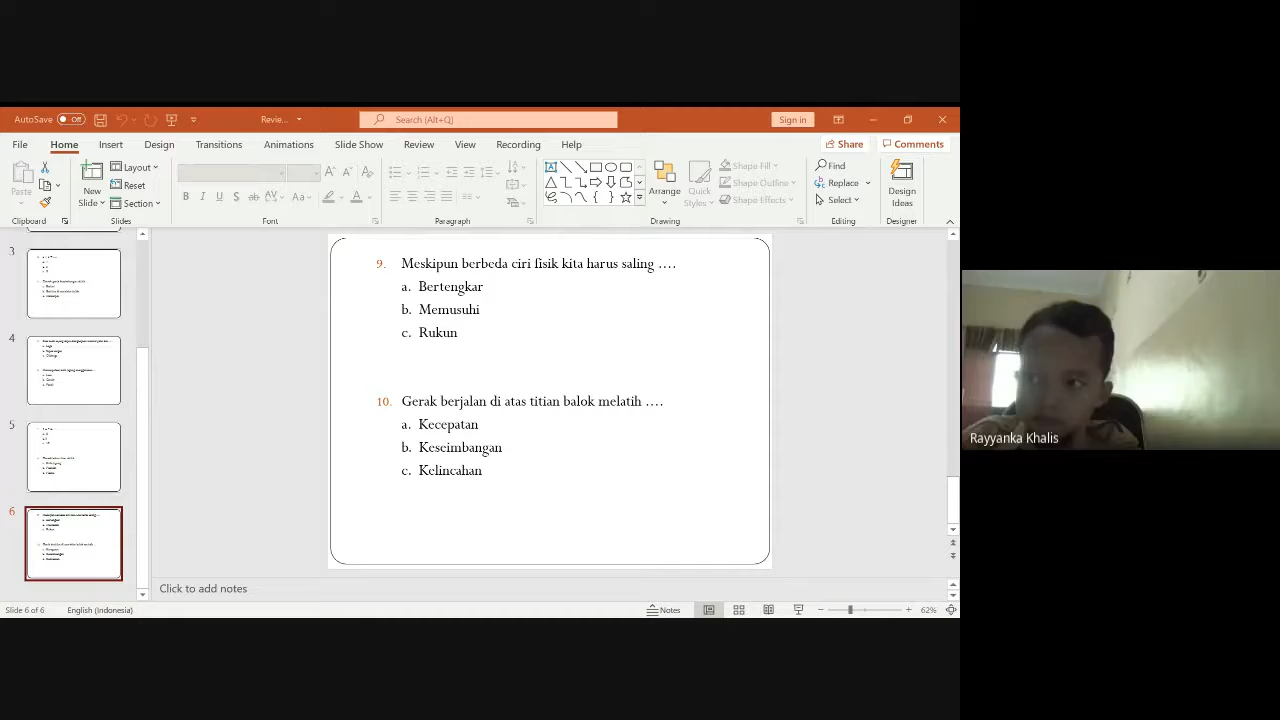 AutoSave Off Revie... Search (Alt+Q) Sign in
File Home Insert Design Transitions Animations Slide Show Review View Recording Help Share Comments
Paste
New Slide
Layout
Reset
Section
Arrange
Quick Styles
Shape Fill
Shape Outline
Shape Effects
Find
Replace
Select
Design Ideas
Clipboard Slides Font Paragraph Drawing Editing Designer
3
4
5
6
9. Meskipun berbeda ciri fisik kita harus saling ....
a. Bertengkar
b. Memusuhi
c. Rukun
10. Gerak berjalan di atas titian balok melatih ....
a. Kecepatan
b. Keseimbangan
c. Kelincahan
Rayyanka Khalis
Click to add notes
Slide 6 of 6 English (Indonesia) Notes 62%